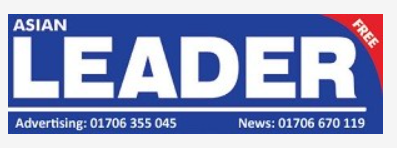 ASIAN
FREE
LEADER
Advertising: 01706 355 045 News: 01706 670 119